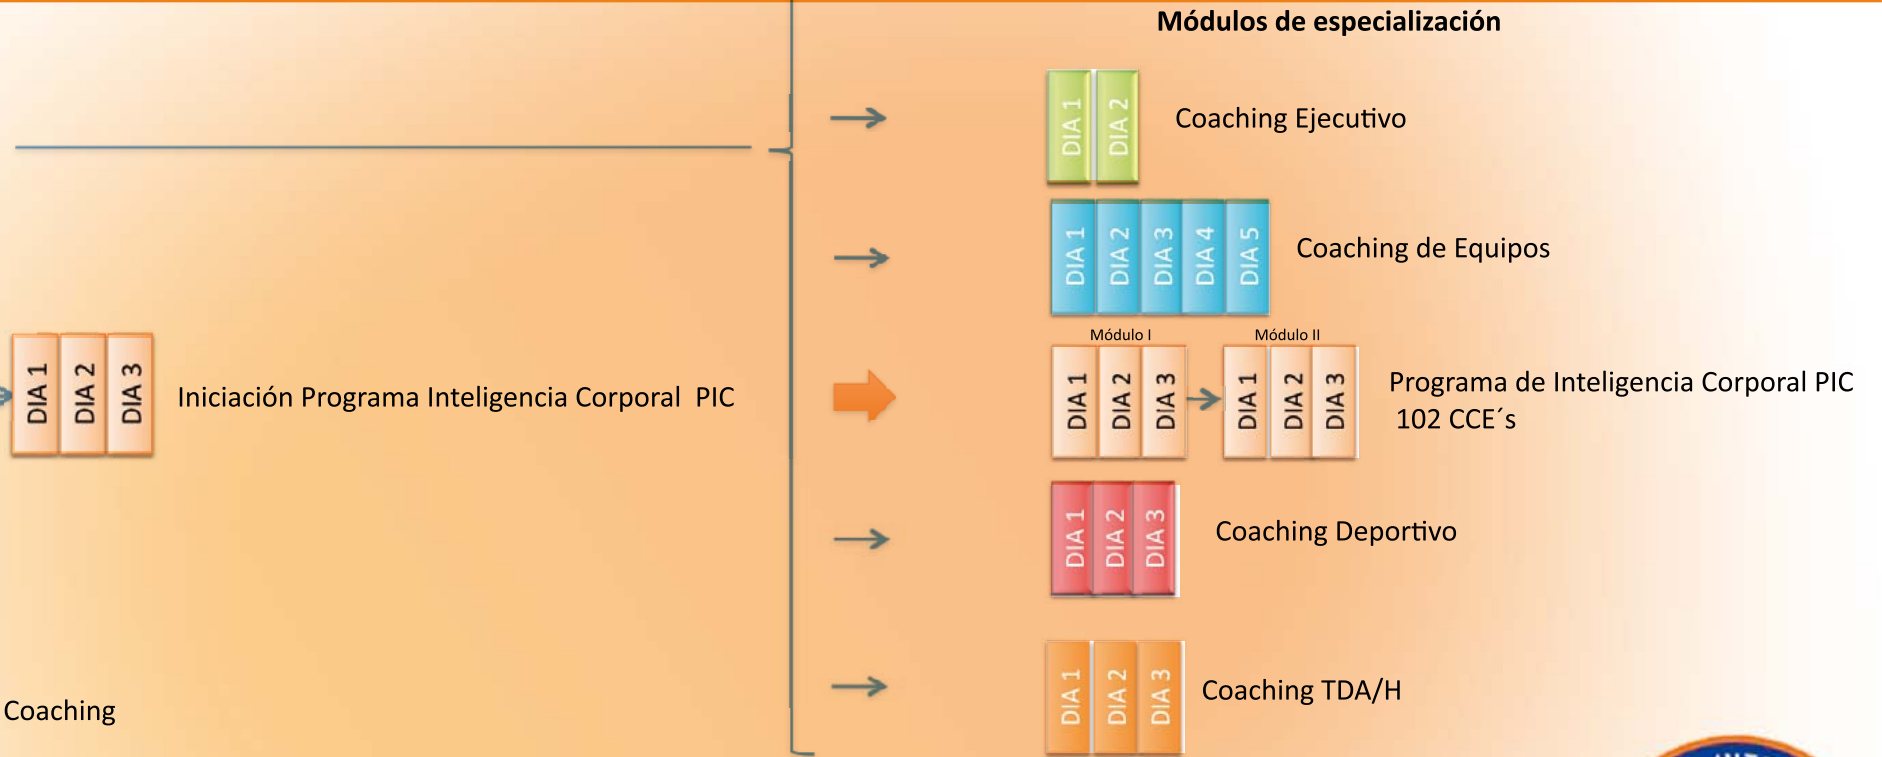 Módulos de especialización
DIA 1
DIA 2
Coaching Ejecutivo
DIA 1
DIA 2
DIA 3
DIA 4
DIA 5
Coaching de Equipos
DIA 1
DIA 2
DIA 3
Iniciación Programa Inteligencia Corporal PIC
Módulo I
Módulo II
DIA 1
DIA 2
DIA 3
DIA 1
DIA 2
DIA 3
Programa de Inteligencia Corporal PIC
102 CCE´s
DIA 1
DIA 2
DIA 3
Coaching Deportivo
DIA 1
DIA 2
DIA 3
Coaching TDA/H
Coaching